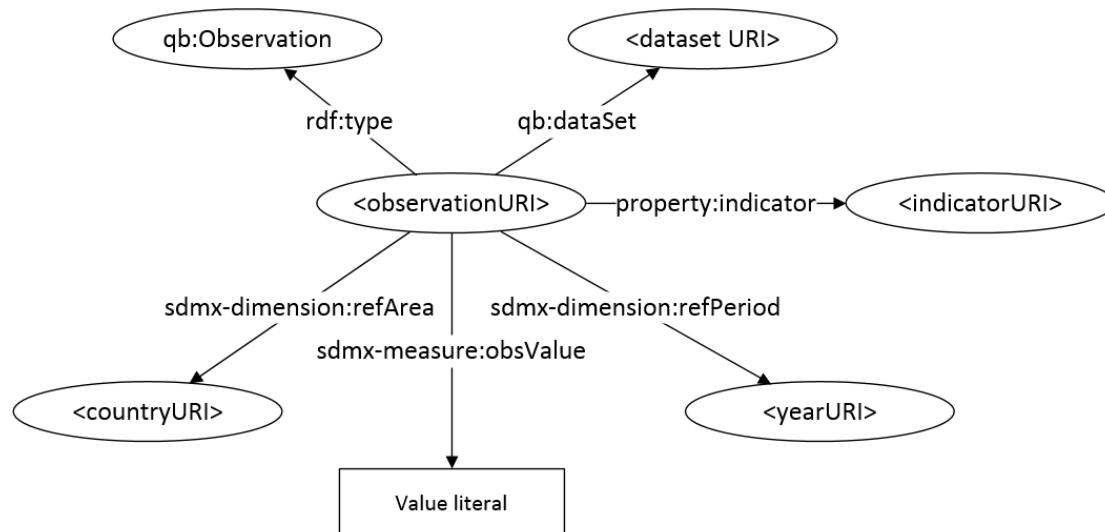 qb:Observation
<dataset URI>
rdf:type
qb:dataSet
<observationURI>
property:indicator
<indicatorURI>
sdmx-dimension:refArea
sdmx-dimension:refPeriod
sdmx-measure:obsValue
<countryURI>
<yearURI>
Value literal